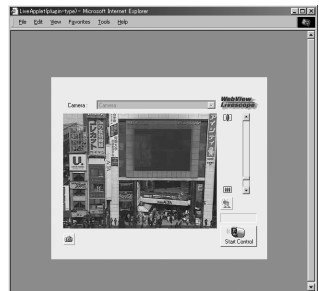 LiveApplet(plugin-type) - Microsoft Internet Explorer
File Edit View Favorites Tools Help
Camera: Camera
WebView
Livescope
U.
Start Control